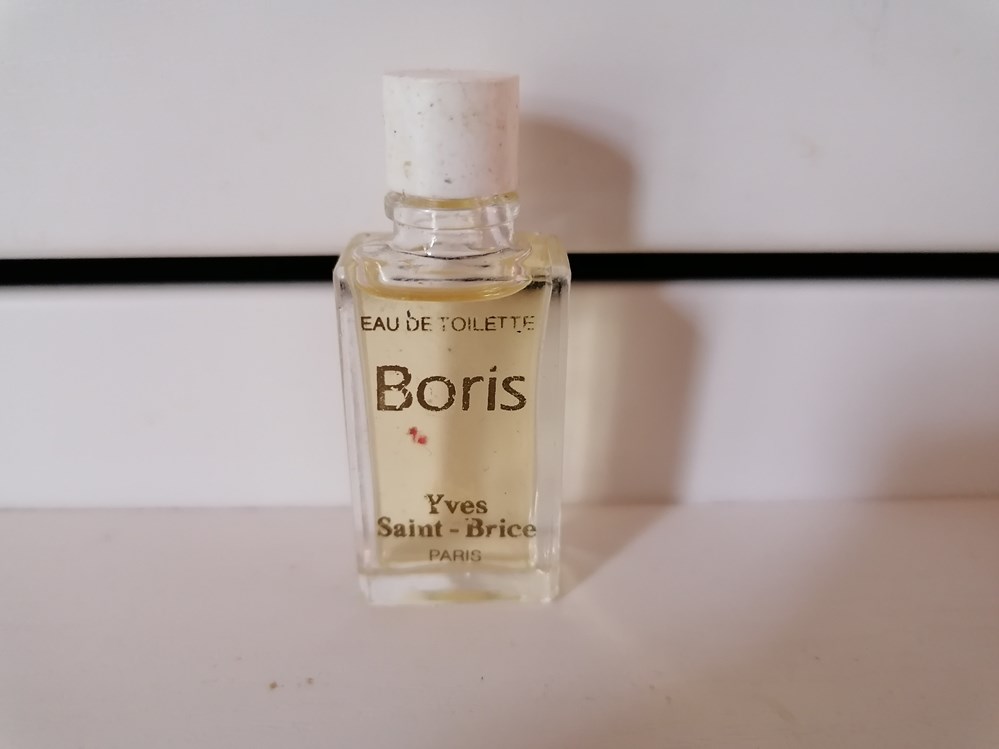 EAU DE TOILETTE
Boris
Yves
Saint-Brice
PARIS